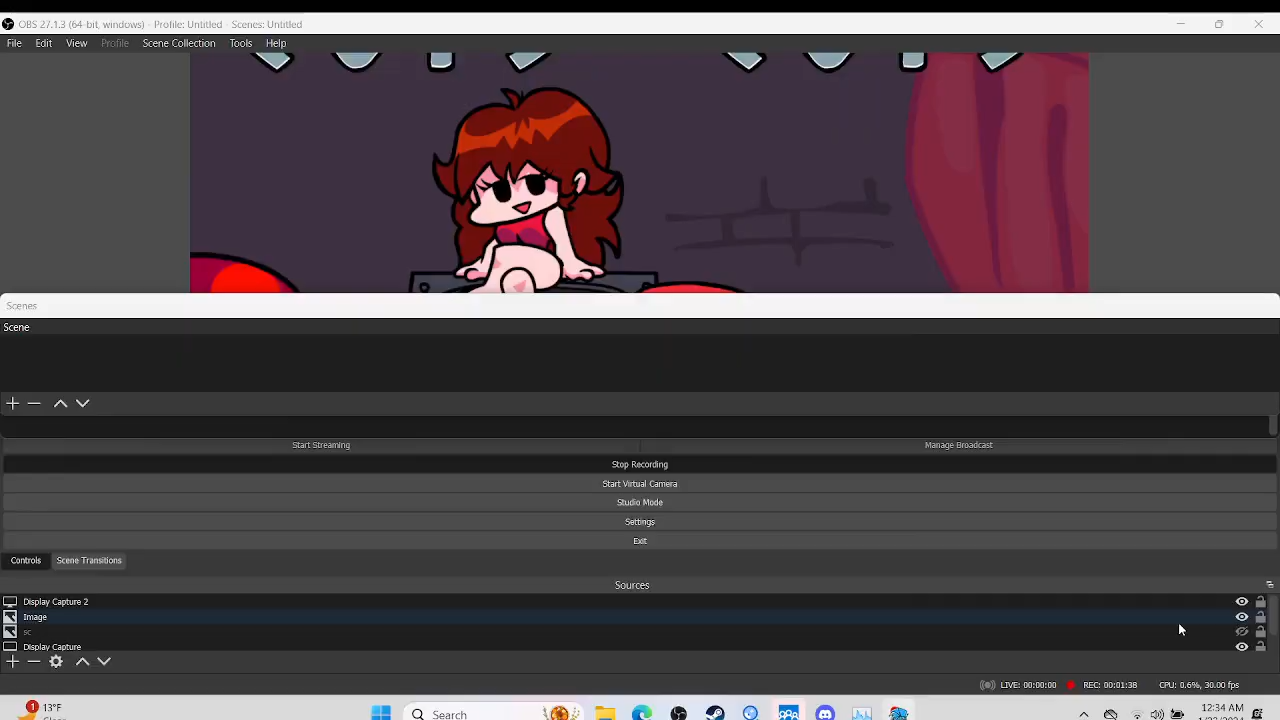 OBS 27.1.3 (64-bit, windows) - Profile: Untitled - Scenes: Untitled
File Edit View Profile Scene Collection Tools Help
Scenes
Scene
Start Streaming Manage Broadcast
Stop Recording
Start Virtual Camera
Studio Mode
Settings
Exit
Controls Scene Transitions
Sources
Display Capture 2
Image
sc
Display Capture
LIVE: 00:00:00 REC: 00:01:38 CPU: 0.6%, 30.00 fps
1 13°F Search 12:34 AM